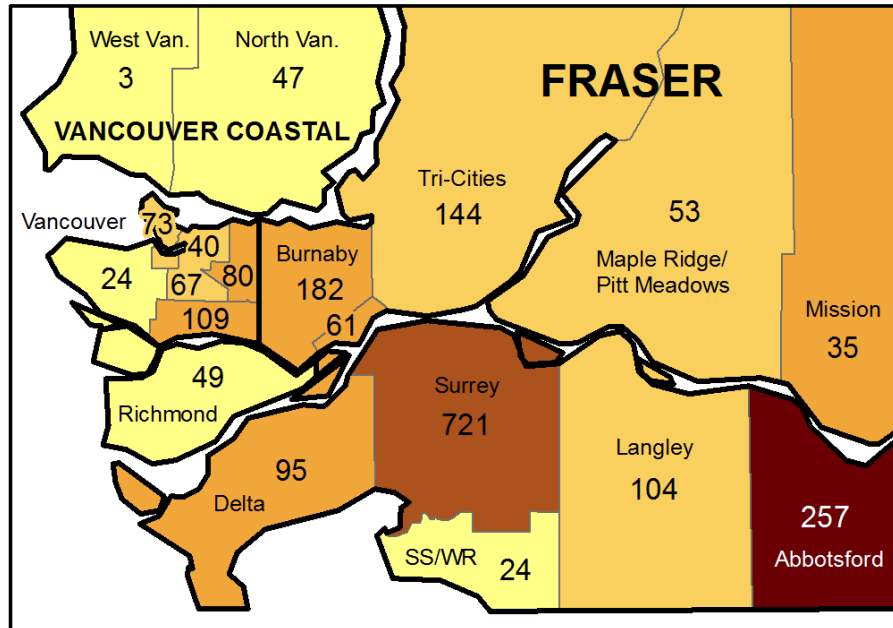 West Van.
3
North Van.
47
FRASER
VANCOUVER COASTAL
Tri-Cities
144
53
Maple Ridge/
Pitt Meadows
Vancouver
73
40
24
67
80
109
Burnaby
182
61
Mission
35
49
Richmond
Surrey
721
Langley
104
95
Delta
257
Abbotsford
SS/WR
24